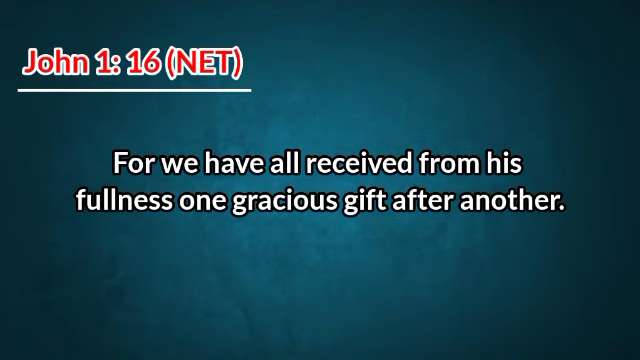 John 1: 16 (NET)
For we have all received from his
fullness one gracious gift after another.